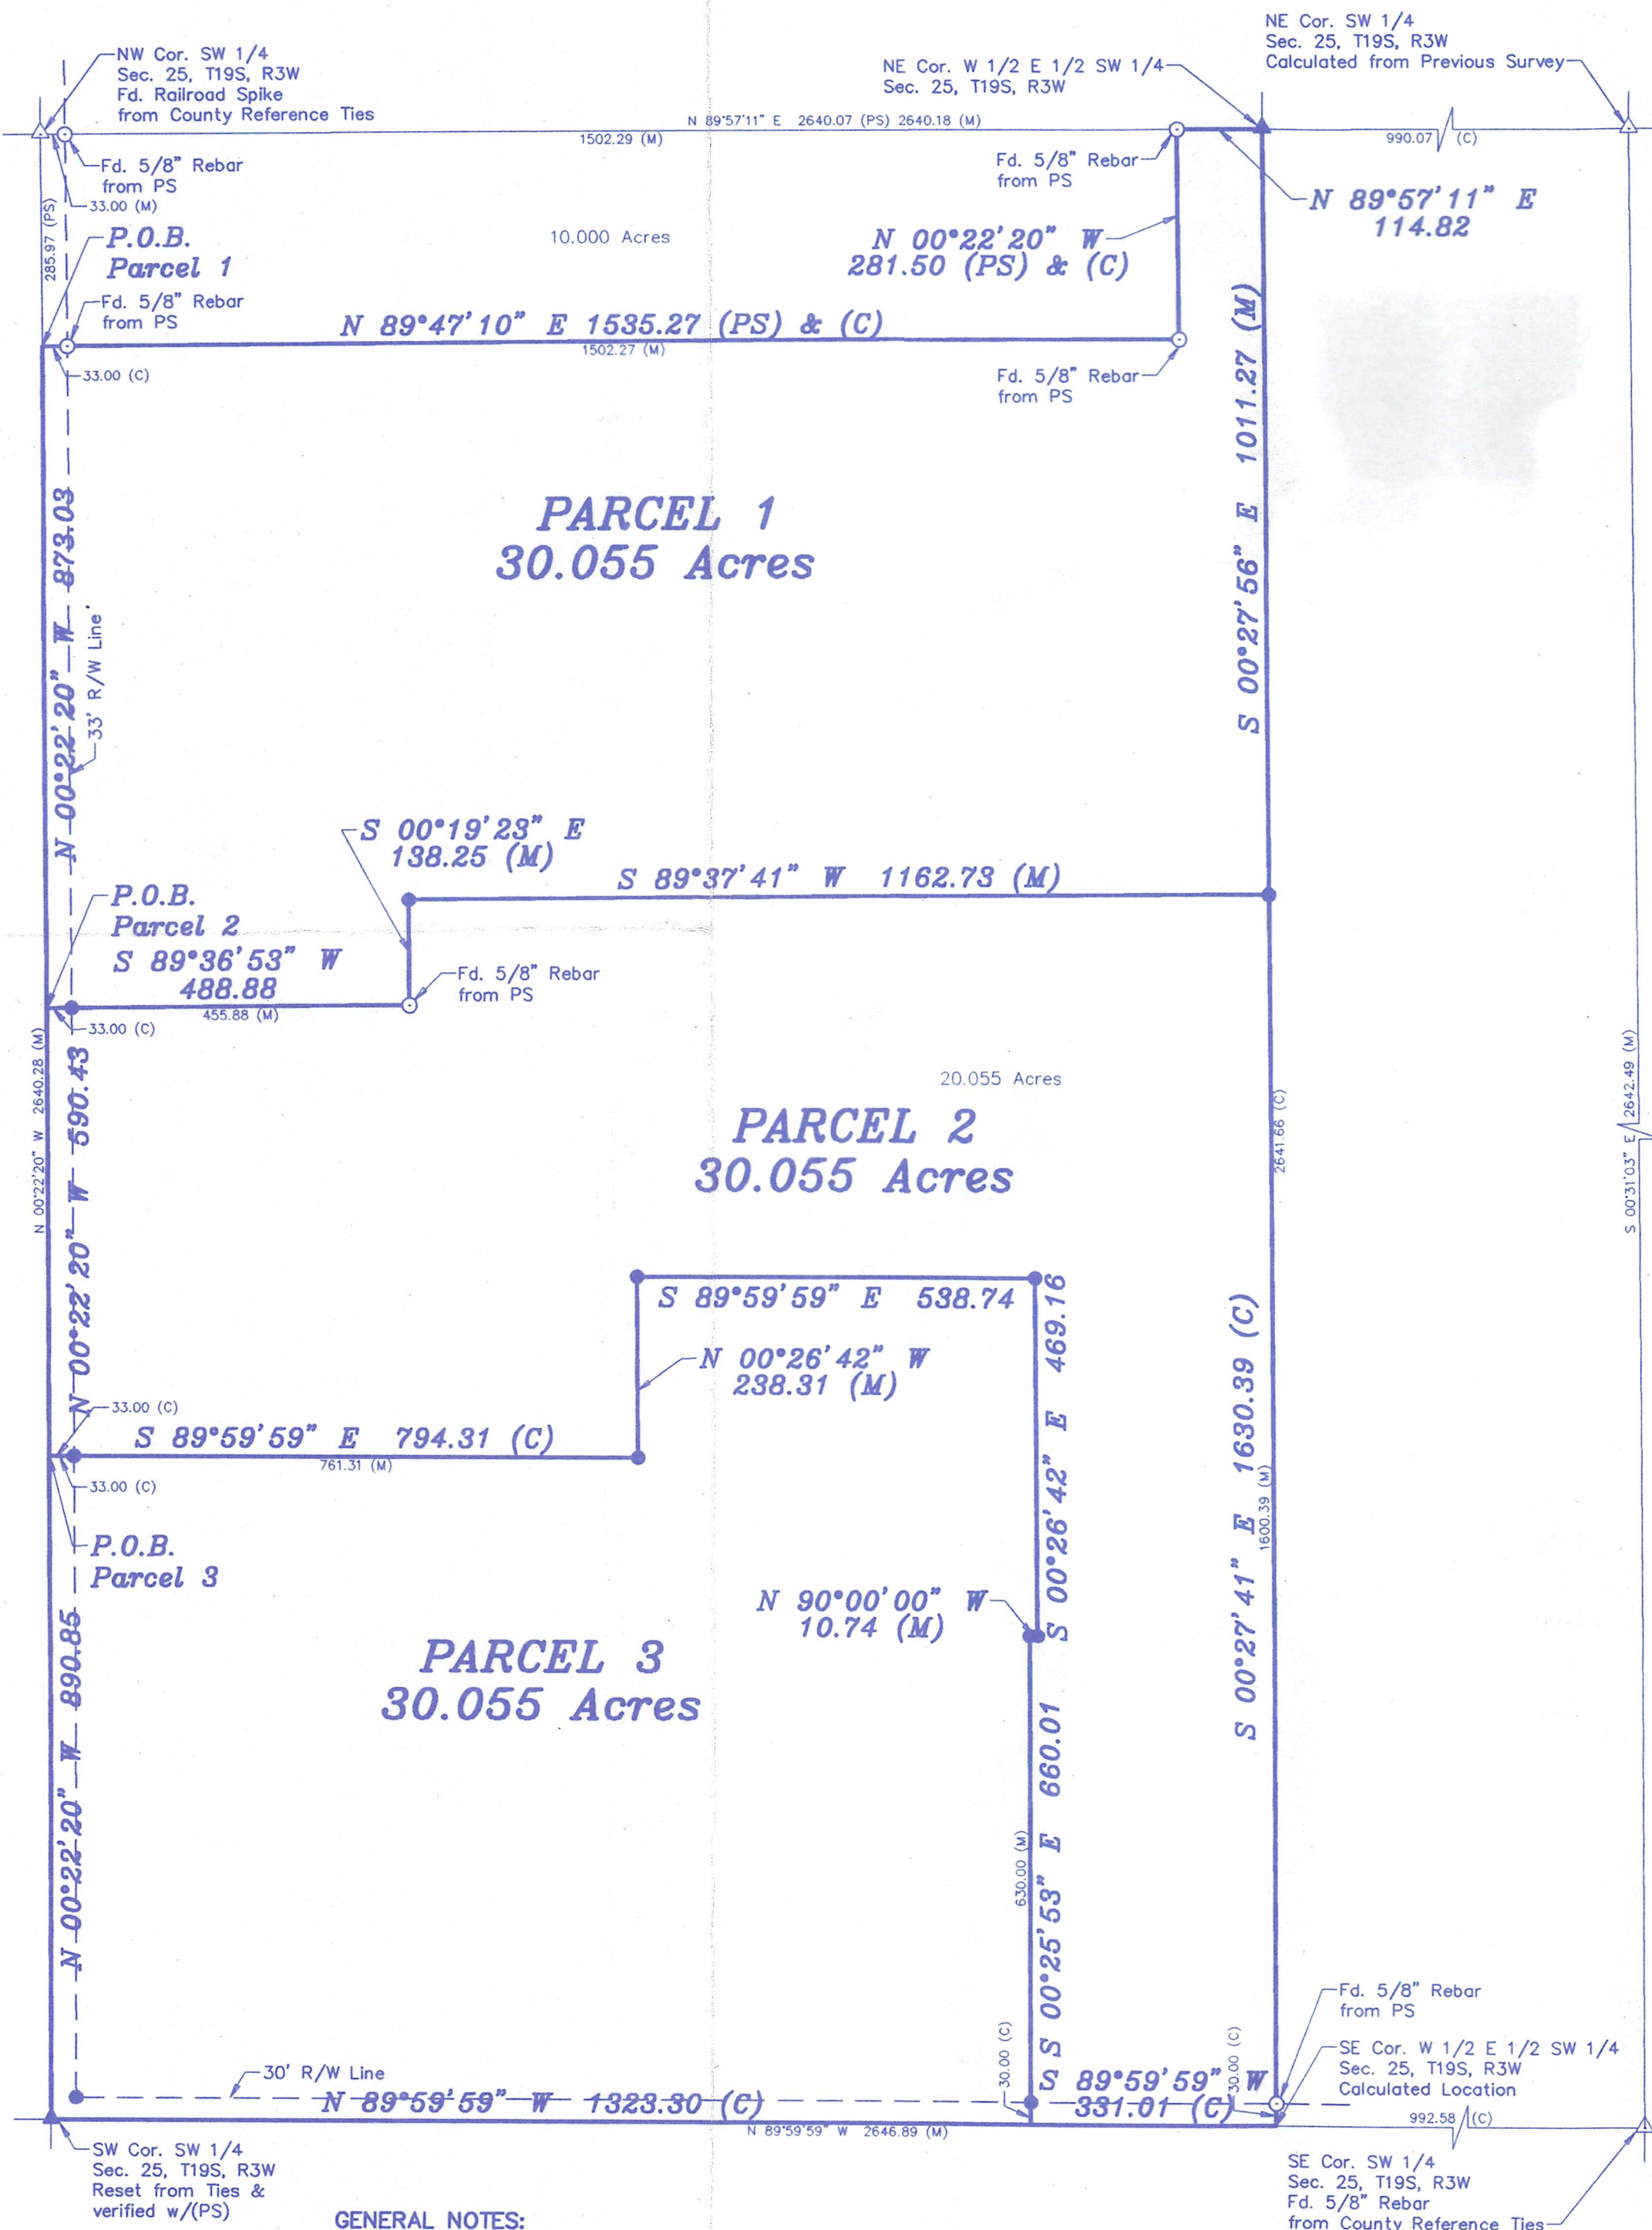 NW Cor. SW 1/4
Sec. 25, T19S, R3W
Fd. Railroad Spike
from County Reference Ties
NE Cor. W 1/2 E 1/2 SW 1/4
Sec. 25, T19S, R3W
NE Cor. SW 1/4
Sec. 25, T19S, R3W
Calculated from Previous Survey
N 89°57'11" E 2640.07 (PS) 2640.18 (M)
1502.29 (M)
990.07 (C)
Fd. 5/8" Rebar
from PS
33.00 (M)
285.97 (PS)
P.O.B.
Parcel 1
Fd. 5/8" Rebar
from PS
33.00 (C)
10.000 Acres
Fd. 5/8" Rebar
from PS
N 00°22'20" W
281.50 (PS) & (C)
N 89°57'11" E
114.82
N 89°47'10" E 1535.27 (PS) & (C)
1502.27 (M)
Fd. 5/8" Rebar
from PS
S 00°27'56" E 1011.27 (M)
PARCEL 1
30.055 Acres
N 00°22'20" W 873.03
33' R/W Line
S 00°19'23" E
138.25 (M)
S 89°37'41" W 1162.73 (M)
P.O.B.
Parcel 2
S 89°36'53" W
488.88
455.88 (M)
33.00 (C)
Fd. 5/8" Rebar
from PS
N 00°22'20" W 2640.28 (M)
N 00°22'20" W 590.43
20.055 Acres
PARCEL 2
30.055 Acres
2641.66 (C)
S 00°31'03" E 2642.49 (M)
S 89°59'59" E 538.74
N 00°26'42" W
238.31 (M)
S 00°26'42" E 469.16
S 00°27'41" E 1630.39 (C)
1600.39 (M)
33.00 (C)
S 89°59'59" E 794.31 (C)
761.31 (M)
33.00 (C)
P.O.B.
Parcel 3
N 90°00'00" W
10.74 (M)
PARCEL 3
30.055 Acres
N 00°22'20" W 890.85
S 00°25'53" E 660.01
630.00 (M)
30.00 (C)
30.00 (C)
S 89°59'59" W
331.01 (C)
30' R/W Line
N 89°59'59" W 1323.30 (C)
N 89°59'59" W 2646.89 (M)
Fd. 5/8" Rebar
from PS
SE Cor. W 1/2 E 1/2 SW 1/4
Sec. 25, T19S, R3W
Calculated Location
992.58 (C)
SW Cor. SW 1/4
Sec. 25, T19S, R3W
Reset from Ties &
verified w/(PS)
SE Cor. SW 1/4
Sec. 25, T19S, R3W
Fd. 5/8" Rebar
from County Reference Ties
GENERAL NOTES: